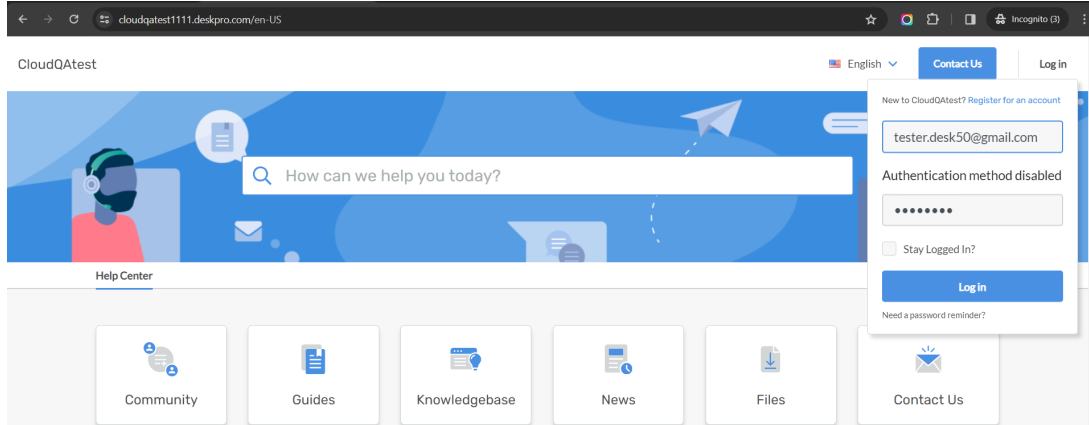 cloudqatest1111.deskpro.com/en-US
Incognito (3)
CloudQAtest
English
Contact Us
Log in
New to CloudQAtest? Register for an account
tester.desk50@gmail.com
How can we help you today?
Authentication method disabled
••••••••
Stay Logged In?
Log in
Need a password reminder?
Help Center
Community
Guides
Knowledgebase
News
Files
Contact Us